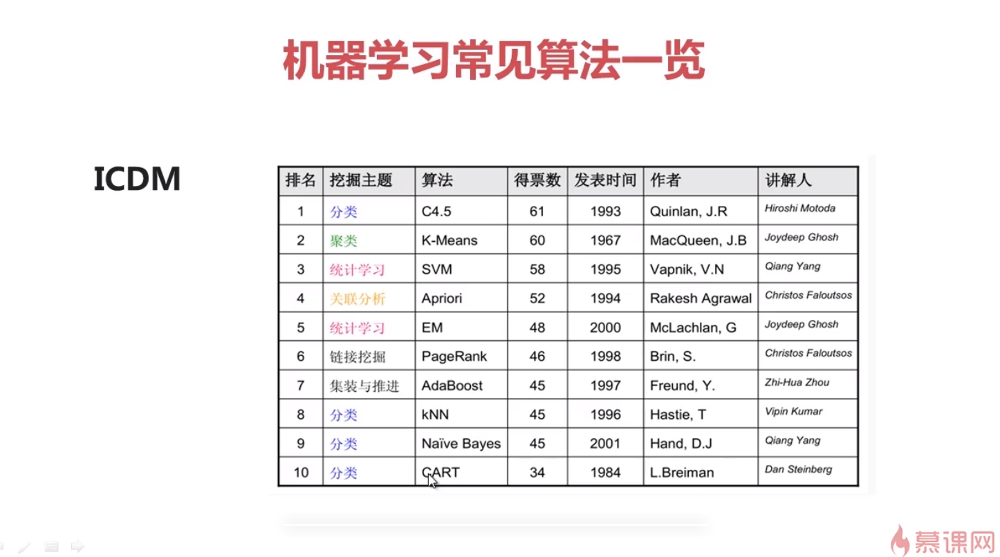 机器学习常见算法一览
ICDM
排名 挖掘主题 算法 得票数 发表时间 作者 讲解人
1 分类 C4.5 61 1993 Quinlan, J.R Hiroshi Motoda
2 聚类 K-Means 60 1967 MacQueen, J.B Joydeep Ghosh
3 统计学习 SVM 58 1995 Vapnik, V.N Qiang Yang
4 关联分析 Apriori 52 1994 Rakesh Agrawal Christos Faloutsos
5 统计学习 EM 48 2000 McLachlan, G Joydeep Ghosh
6 链接挖掘 PageRank 46 1998 Brin, S. Christos Faloutsos
7 集装与推进 AdaBoost 45 1997 Freund, Y. Zhi-Hua Zhou
8 分类 kNN 45 1996 Hastie, T Vipin Kumar
9 分类 Naïve Bayes 45 2001 Hand, D.J Qiang Yang
10 分类 CART 34 1984 L.Breiman Dan Steinberg
慕课网